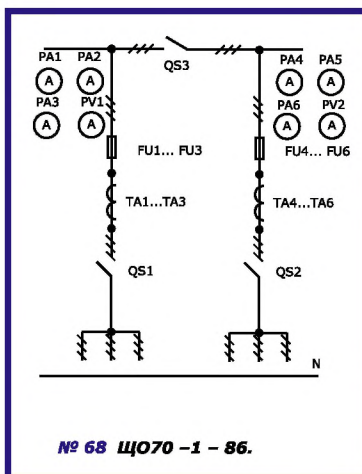 PA1 PA2
A A
PA3 PV1
A A
QS3
PA4 PA5
A A
PA6 PV2
A A
FU1... FU3
FU4... FU6
TA1...TA3
TA4...TA6
QS1
QS2
N
№ 68 ЩО70 –1 – 86.